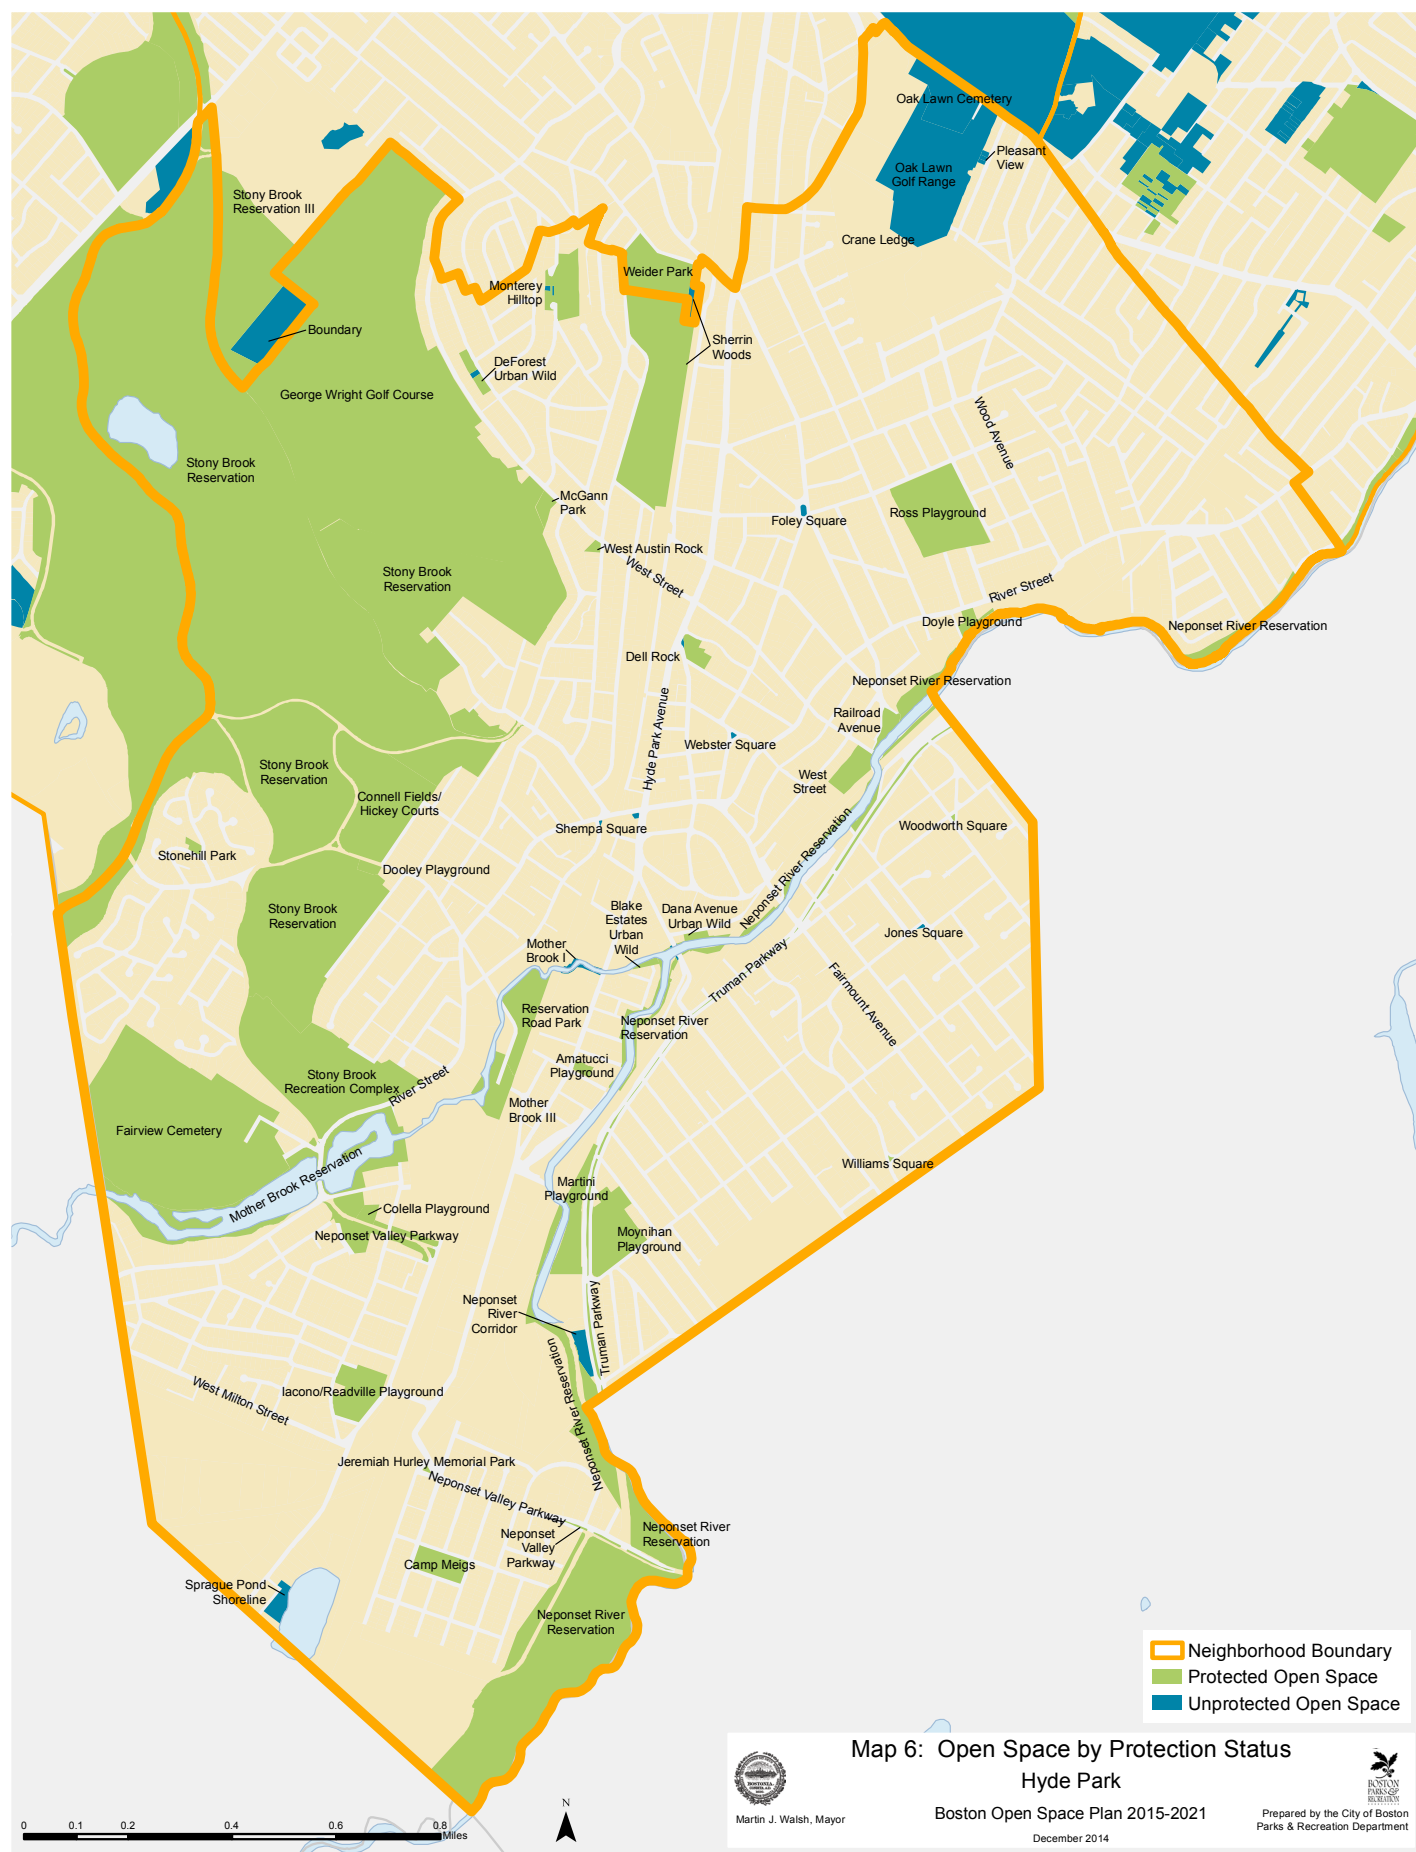 Oak Lawn Cemetery
Pleasant
View
Oak Lawn
Golf Range
Stony Brook
Reservation III
Crane Ledge
Weider Park
Monterey
Hilltop
Boundary
Sherrin
Woods
DeForest
Urban Wild
George Wright Golf Course
Wood Avenue
Stony Brook
Reservation
McGann
Park
Foley Square
Ross Playground
West Austin Rock
West Street
Stony Brook
Reservation
River Street
Doyle Playground
Neponset River Reservation
Dell Rock
Neponset River Reservation
Hyde Park Avenue
Railroad
Avenue
Webster Square
Stony Brook
Reservation
West
Street
Connell Fields/
Hickey Courts
Neponset River Reservation
Shempa Square
Woodworth Square
Stonehill Park
Dooley Playground
Stony Brook
Reservation
Blake
Estates
Urban
Wild
Dana Avenue
Urban Wild
Jones Square
Mother
Brook I
Truman Parkway
Fairmount Avenue
Reservation
Road Park
Neponset River
Reservation
Amatucci
Playground
Stony Brook
Recreation Complex
River Street
Mother
Brook III
Fairview Cemetery
Mother Brook Reservation
Williams Square
Martini
Playground
Colella Playground
Neponset Valley Parkway
Moynihan
Playground
Neponset
River
Corridor
Truman Parkway
Neponset River Reservation
West Milton Street
Iacono/Readville Playground
Jeremiah Hurley Memorial Park
Neponset Valley Parkway
Neponset
Valley
Parkway
Neponset River
Reservation
Camp Meigs
Sprague Pond
Shoreline
Neponset River
Reservation
Neighborhood Boundary
Protected Open Space
Unprotected Open Space
Map 6: Open Space by Protection Status
Hyde Park
Boston Open Space Plan 2015-2021
December 2014
BOSTONIA
Martin J. Walsh, Mayor
BOSTON
PARKS &
RECREATION
Prepared by the City of Boston
Parks & Recreation Department
N
0 0.1 0.2 0.4 0.6 0.8
Miles